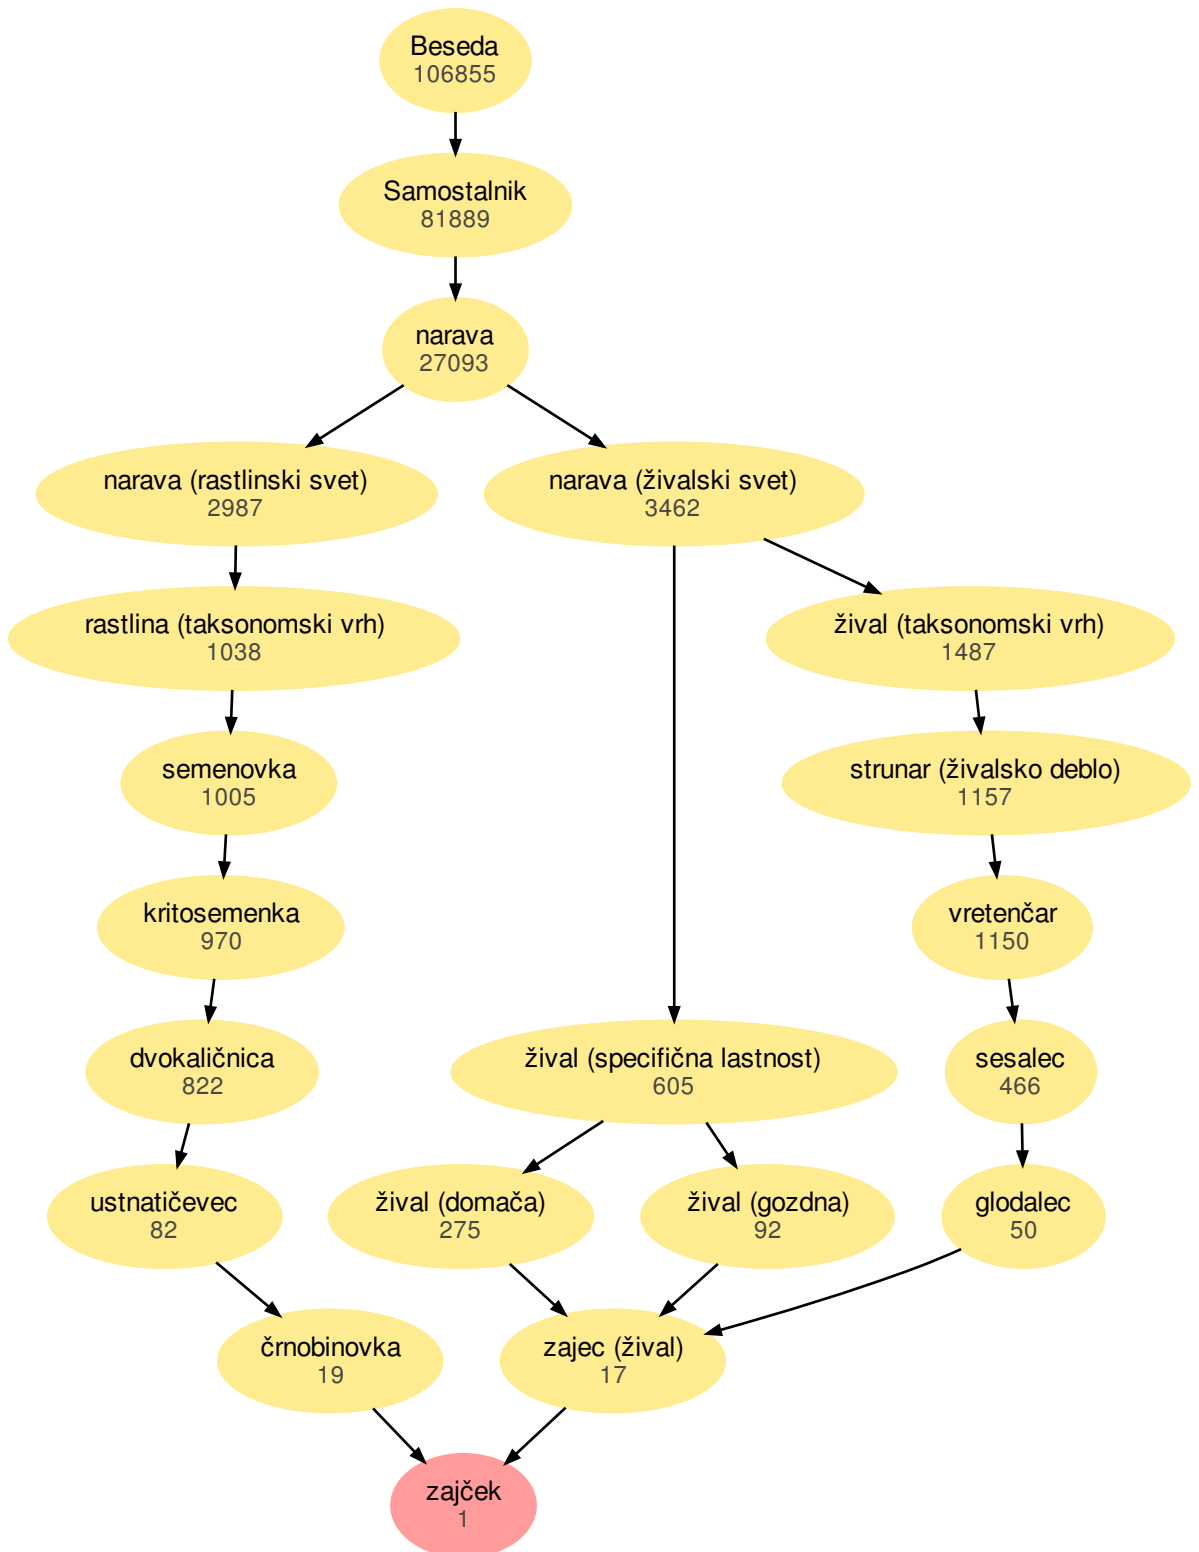 Beseda
106855
Samostalnik
81889
narava
27093
narava (rastlinski svet)
2987
narava (živalski svet)
3462
rastlina (taksonomski vrh)
1038
žival (taksonomski vrh)
1487
semenovka
1005
strunar (živalsko deblo)
1157
kritosemenka
970
vretenčar
1150
dvokaličnica
822
žival (specifična lastnost)
605
sesalec
466
ustnatičevec
82
žival (domača)
275
žival (gozdna)
92
glodalec
50
črnobinovka
19
zajec (žival)
17
zajček
1